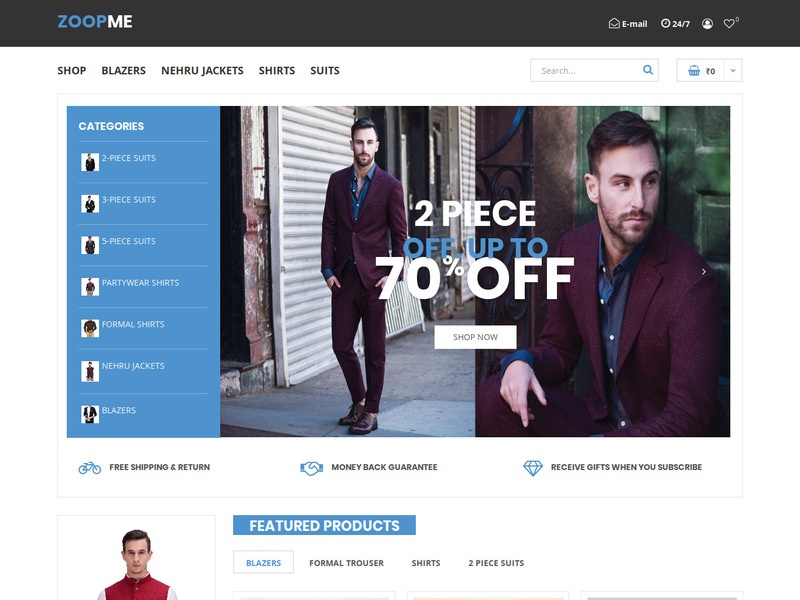 ZOOPME
E-mail
24/7
0
SHOP
BLAZERS
NEHRU JACKETS
SHIRTS
SUITS
Search...
₹0
CATEGORIES
2-PIECE SUITS
3-PIECE SUITS
5-PIECE SUITS
PARTYWEAR SHIRTS
FORMAL SHIRTS
NEHRU JACKETS
BLAZERS
2 PIECE
OFF UP TO
70% OFF
SHOP NOW
FREE SHIPPING & RETURN
MONEY BACK GUARANTEE
RECEIVE GIFTS WHEN YOU SUBSCRIBE
FEATURED PRODUCTS
BLAZERS
FORMAL TROUSER
SHIRTS
2 PIECE SUITS